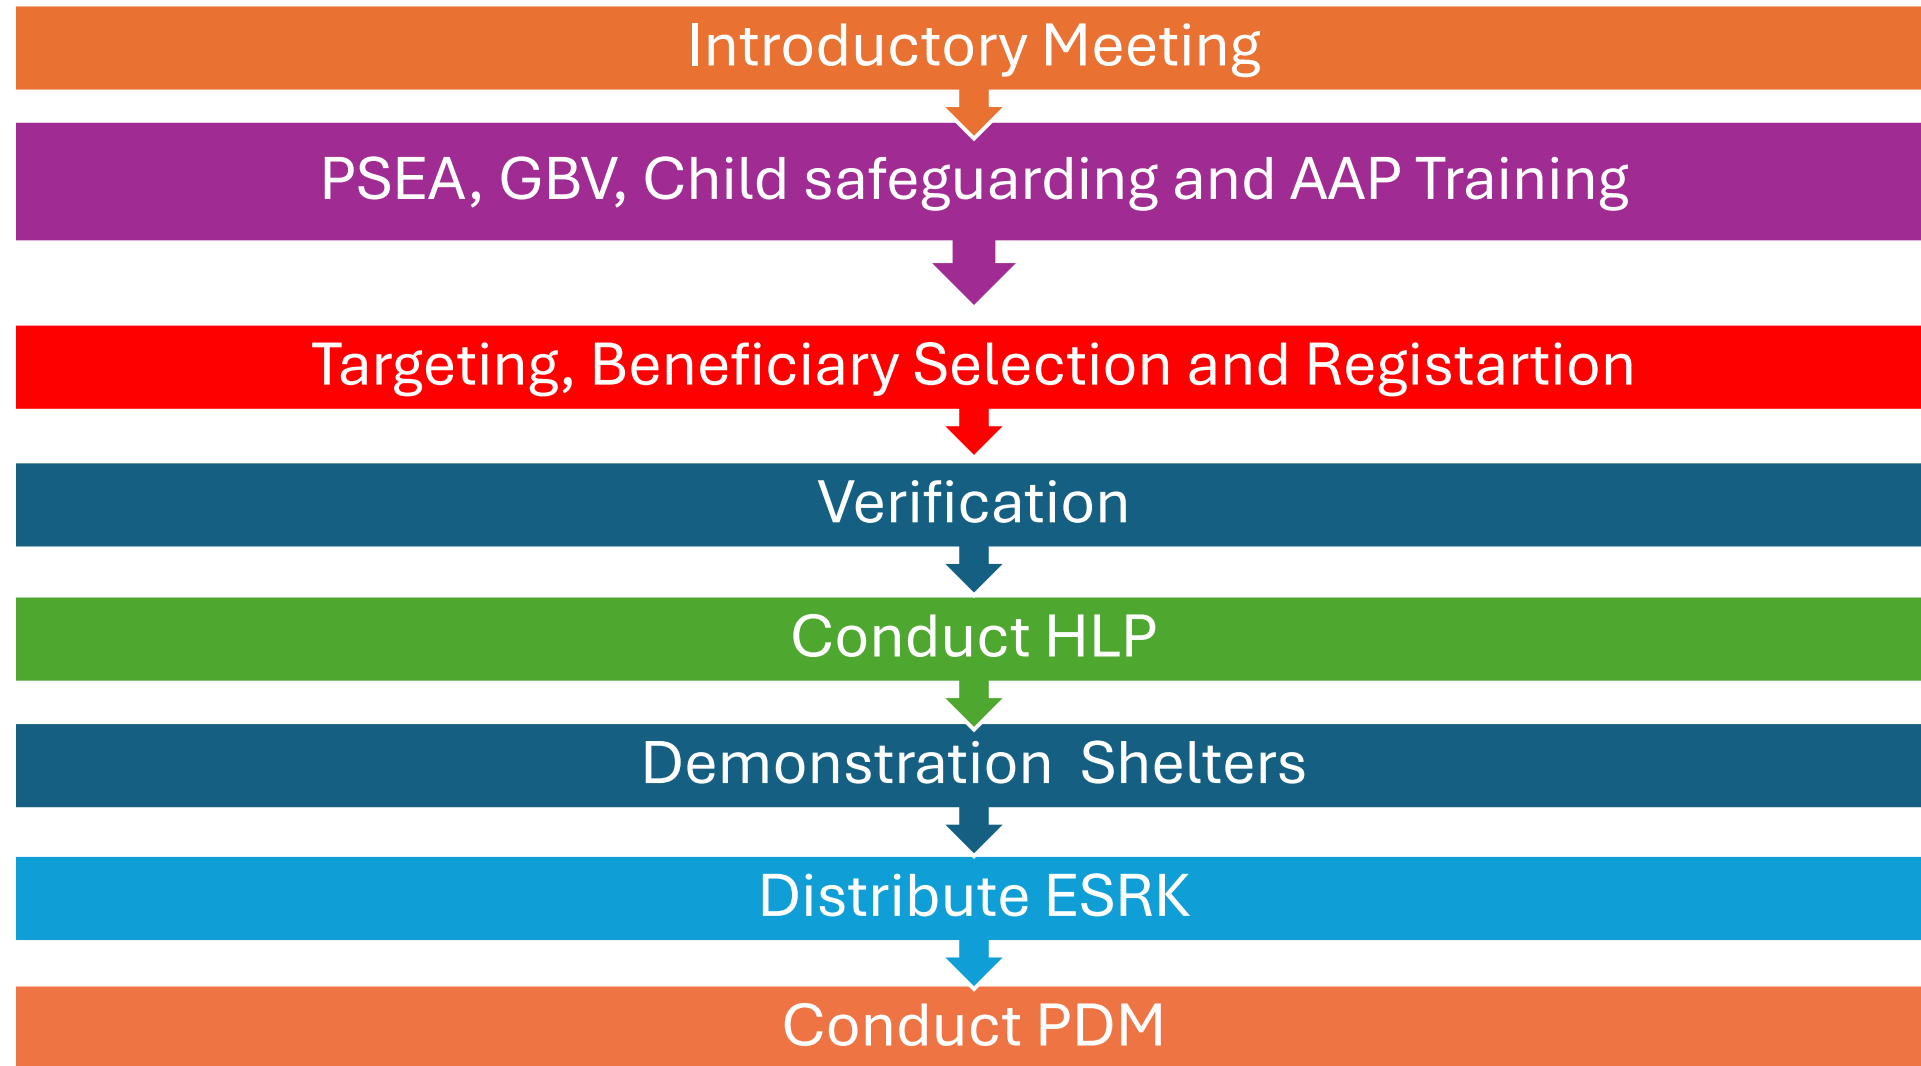 Introductory Meeting
PSEA, GBV, Child safeguarding and AAP Training
Targeting, Beneficiary Selection and Registartion
Verification
Conduct HLP
Demonstration  Shelters
Distribute ESRK
Conduct PDM